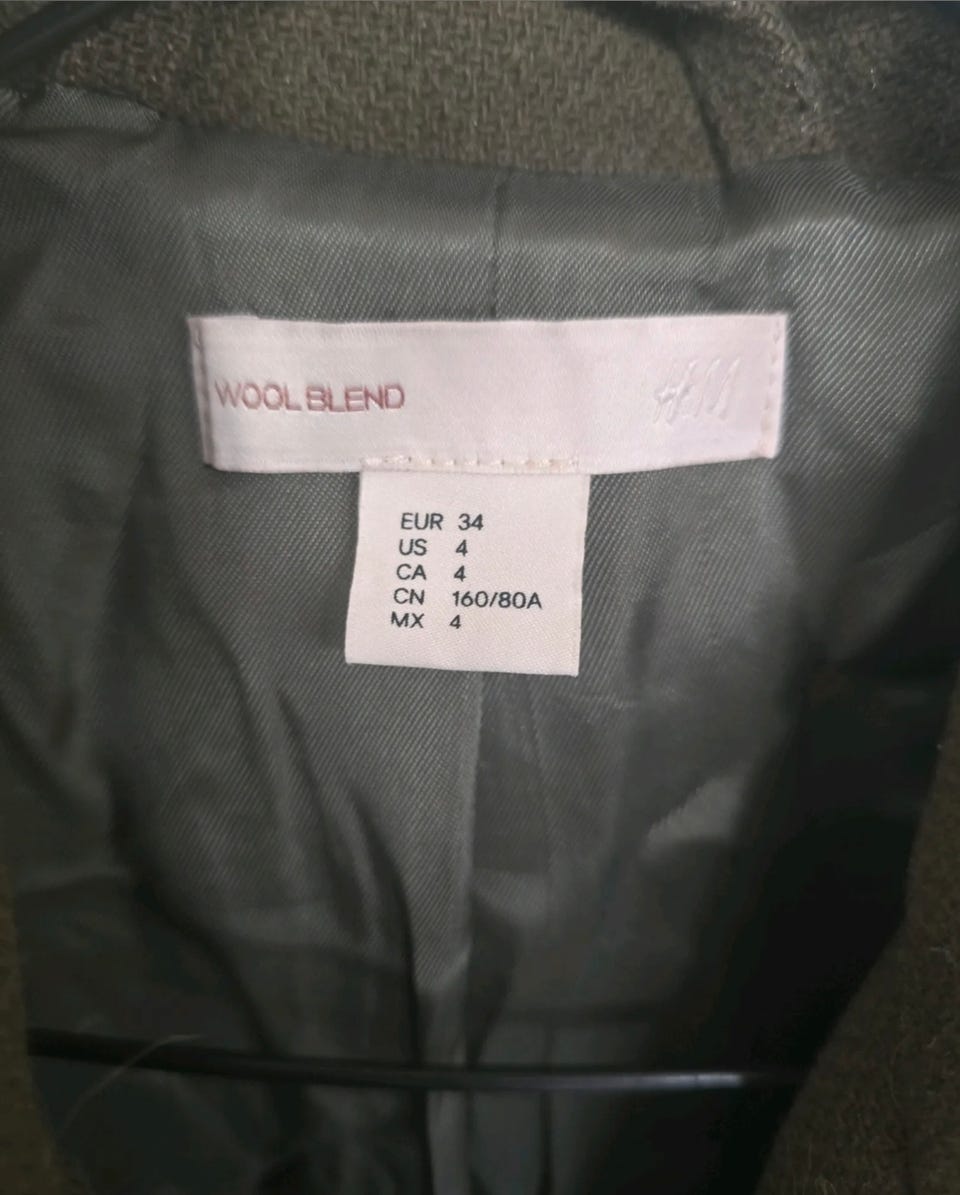 WOOL BLEND H&M
EUR 34
US 4
CA 4
CN 160/80A
MX 4